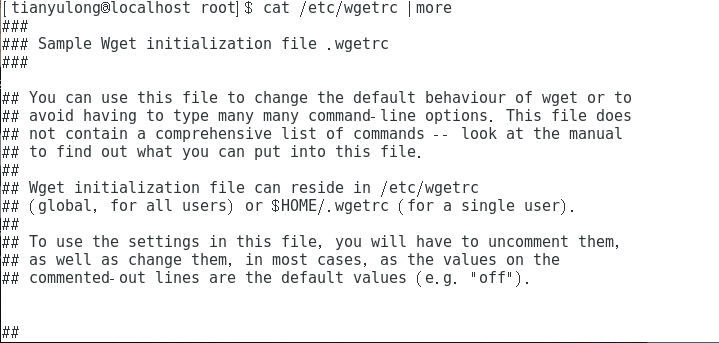 [tianyulong@localhost root]$ cat /etc/wgetrc |more
###
### Sample Wget initialization file .wgetrc
###
## You can use this file to change the default behaviour of wget or to
## avoid having to type many many command-line options. This file does
## not contain a comprehensive list of commands -- look at the manual
## to find out what you can put into this file.
##
## Wget initialization file can reside in /etc/wgetrc
## (global, for all users) or $HOME/.wgetrc (for a single user).
##
## To use the settings in this file, you will have to uncomment them,
## as well as change them, in most cases, as the values on the
## commented-out lines are the default values (e.g. "off").
##